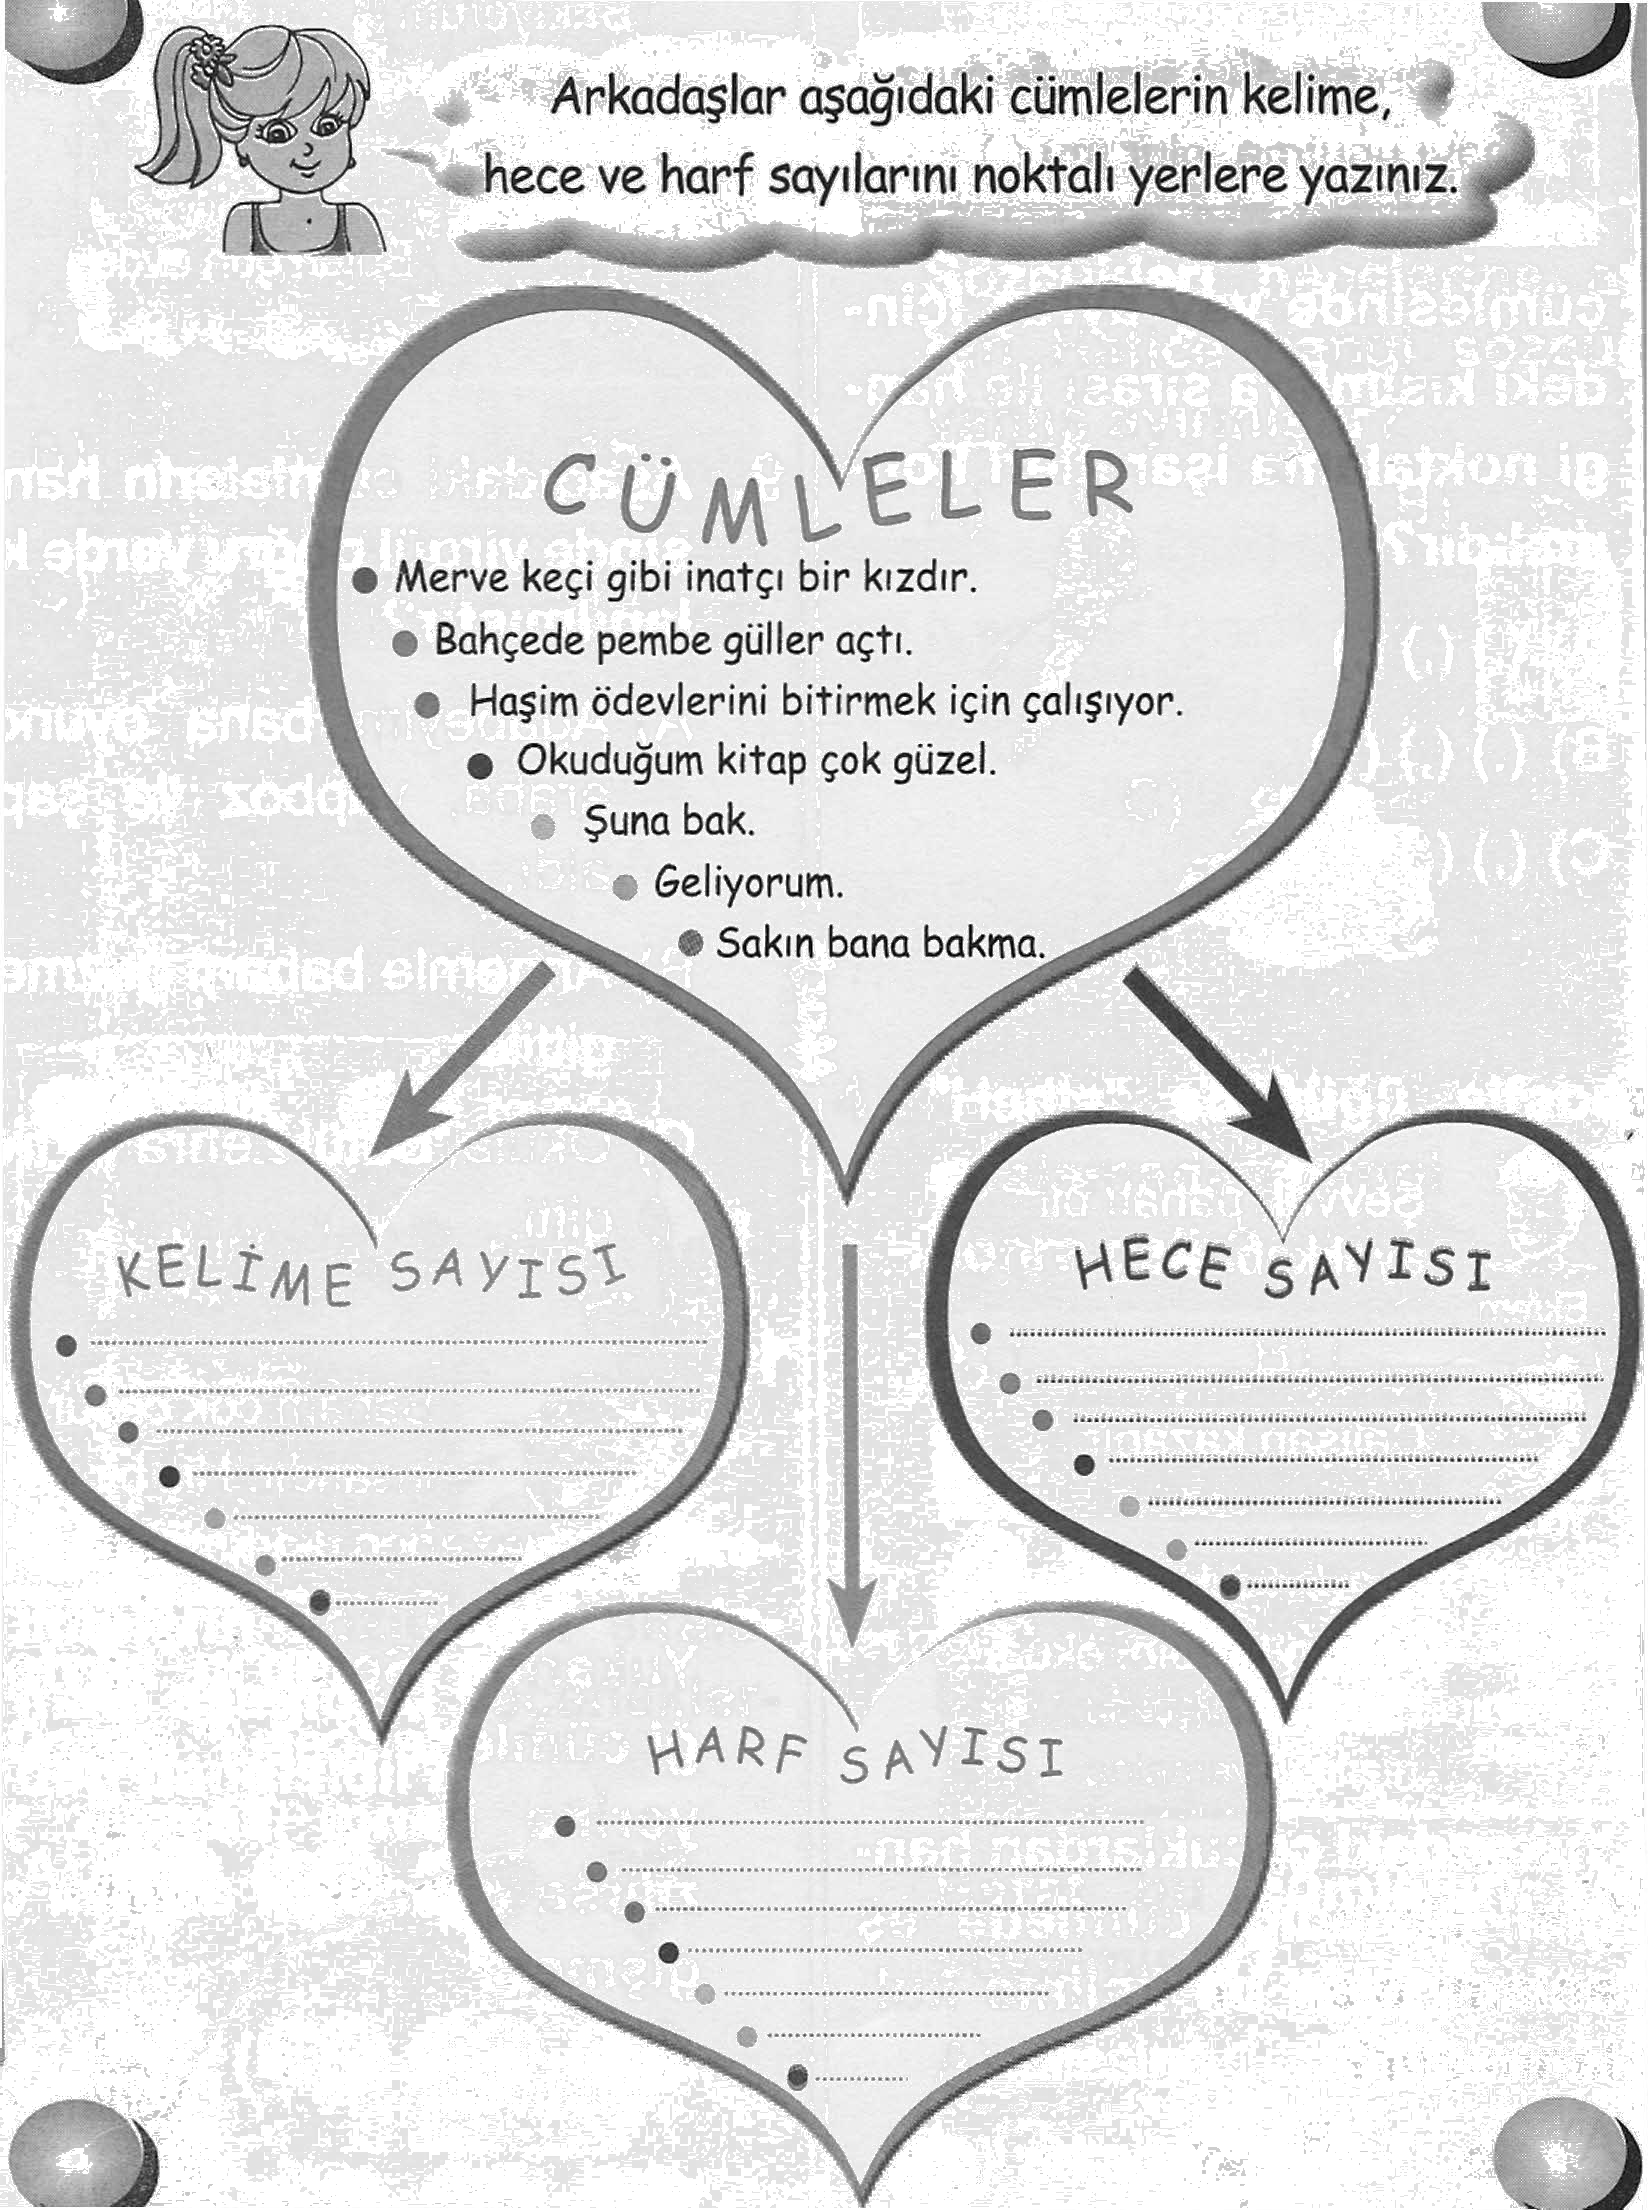 Arkadaşlar aşağıdaki cümlelerin kelime,
hece ve harf sayılarını noktalı yerlere yazınız.
CÜMLELER
● Merve keçi gibi inatçı bir kızdır.
● Bahçede pembe güller açtı.
● Haşim ödevlerini bitirmek için çalışıyor.
● Okuduğum kitap çok güzel.
● Şuna bak.
● Geliyorum.
● Sakın bana bakma.
KELİME SAYISI
HECE SAYISI
HARF SAYISI